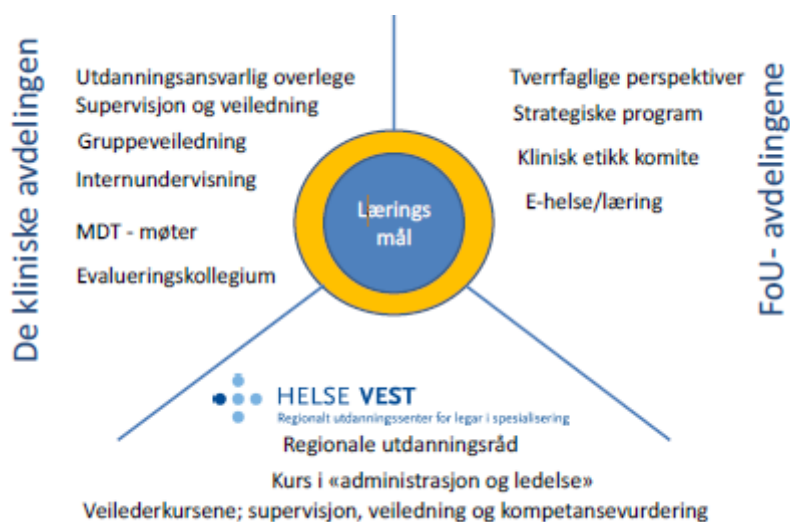 De kliniske avdelingen
Utdanningsansvarlig overlege
Supervisjon og veiledning
Gruppeveiledning
Internundervisning
MDT - møter
Evalueringskollegium
Lærings
mål
Tverrfaglige perspektiver
Strategiske program
Klinisk etikk komite
E-helse/læring
FoU- avdelingene
HELSE VEST
Regionalt utdanningssenter for legar i spesialisering
Regionale utdanningsråd
Kurs i «administrasjon og ledelse»
Veilederkursene; supervisjon, veiledning og kompetansevurdering